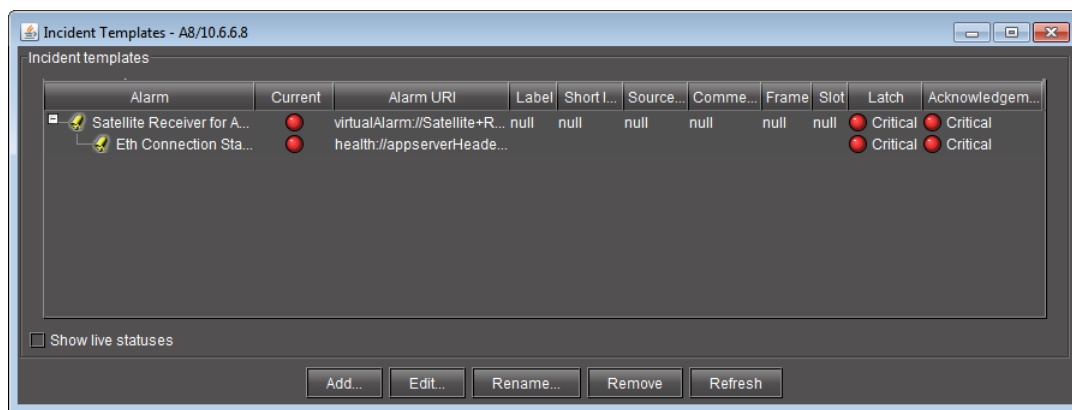 Incident Templates - A8/10.6.6.8
Incident templates
Alarm Current Alarm URI Label Short l... Source... Comme... Frame Slot Latch Acknowledgem...
Satellite Receiver for A... virtualAlarm://Satellite+R... null null null null null null Critical Critical
Eth Connection Sta... health://appserverHeade... Critical Critical
Show live statuses
Add... Edit... Rename... Remove Refresh